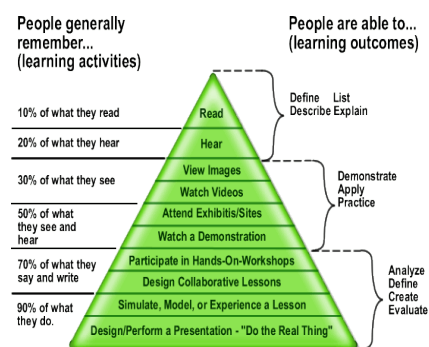 People generally
remember...
(learning activities)
People are able to...
(learning outcomes)
10% of what they read
20% of what they hear
30% of what they see
50% of what
they see and
hear
70% of what they
say and write
90% of what
they do.
Read
Hear
View Images
Watch Videos
Attend Exhibitis/Sites
Watch a Demonstration
Participate in Hands-On-Workshops
Design Collaborative Lessons
Simulate, Model, or Experience a Lesson
Design/Perform a Presentation - "Do the Real Thing"
Define List
Describe Explain
Demonstrate
Apply
Practice
Analyze
Define
Create
Evaluate